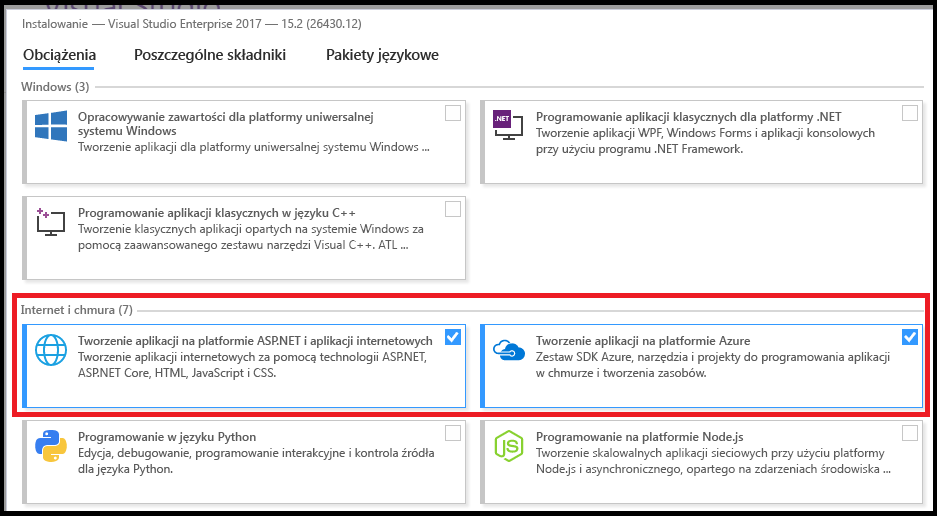 Instalowanie — Visual Studio Enterprise 2017 — 15.2 (26430.12)
Obciążenia Poszczególne składniki Pakiety językowe
Windows (3)
Opracowywanie zawartości dla platformy uniwersalnej
systemu Windows
Tworzenie aplikacji dla platformy uniwersalnej systemu Windows ...
.NET
Programowanie aplikacji klasycznych dla platformy .NET
Tworzenie aplikacji WPF, Windows Forms i aplikacji konsolowych
przy użyciu programu .NET Framework.
Programowanie aplikacji klasycznych w języku C++
Tworzenie klasycznych aplikacji opartych na systemie Windows za
pomocą zaawansowanego zestawu narzędzi Visual C++. ATL ...
Internet i chmura (7)
Tworzenie aplikacji na platformie ASP.NET i aplikacji internetowych
Tworzenie aplikacji internetowych za pomocą technologii ASP.NET,
ASP.NET Core, HTML, JavaScript i CSS.
Tworzenie aplikacji na platformie Azure
Zestaw SDK Azure, narzędzia i projekty do programowania aplikacji
w chmurze i tworzenia zasobów.
Programowanie w języku Python
Edycja, debugowanie, programowanie interakcyjne i kontrola źródła
dla języka Python.
JS
Programowanie na platformie Node.js
Tworzenie skalowalnych aplikacji sieciowych przy użyciu platformy
Node.js i asynchronicznego, opartego na zdarzeniach środowiska ...